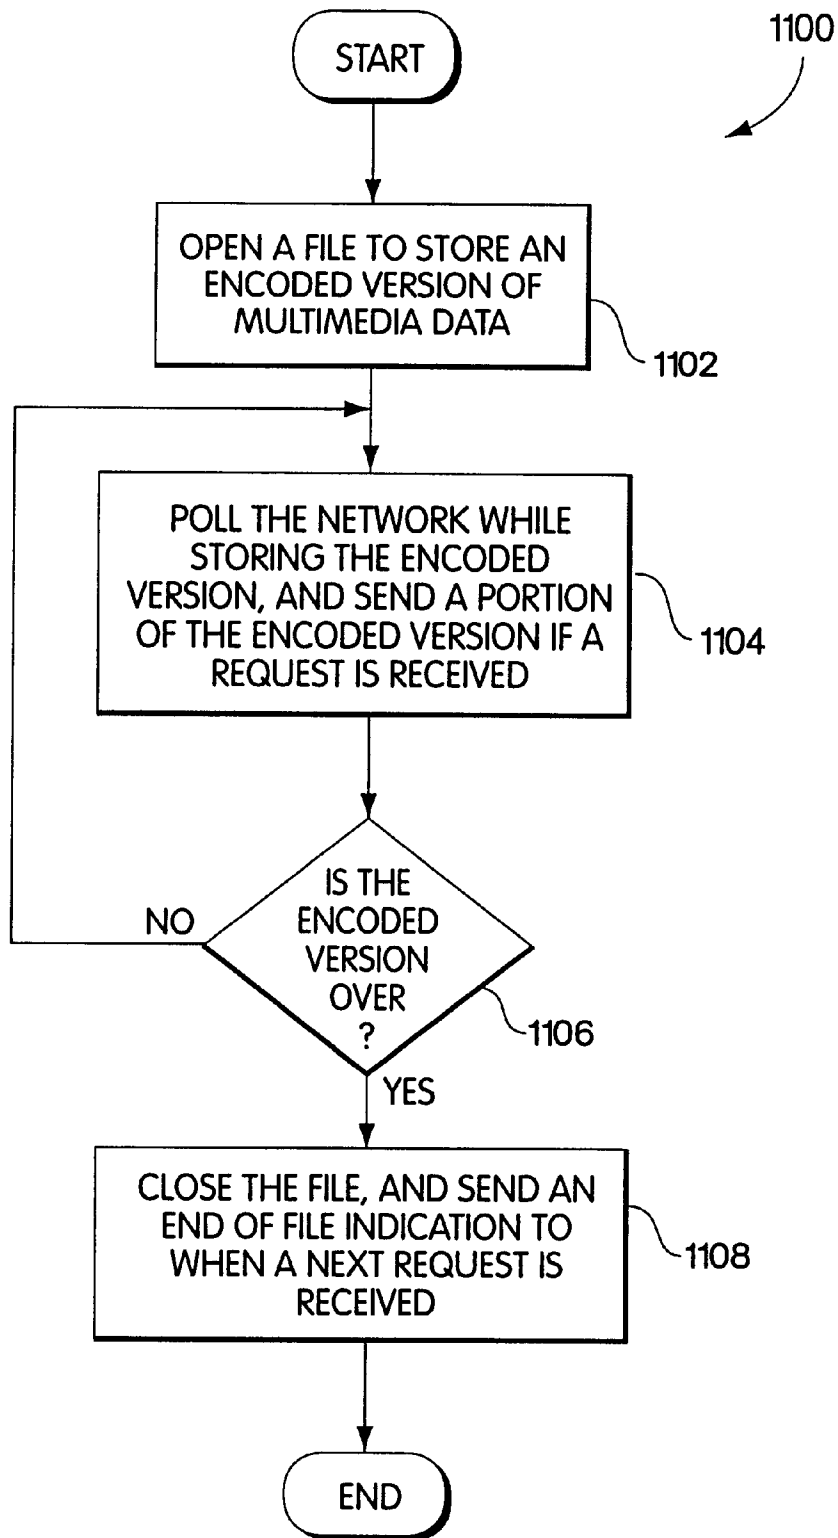 1100
START
OPEN A FILE TO STORE AN
ENCODED VERSION OF
MULTIMEDIA DATA
1102
POLL THE NETWORK WHILE
STORING THE ENCODED
VERSION, AND SEND A PORTION
OF THE ENCODED VERSION IF A
REQUEST IS RECEIVED
1104
IS THE
ENCODED
VERSION
OVER
?
1106
NO
YES
CLOSE THE FILE, AND SEND AN
END OF FILE INDICATION TO
WHEN A NEXT REQUEST IS
RECEIVED
1108
END